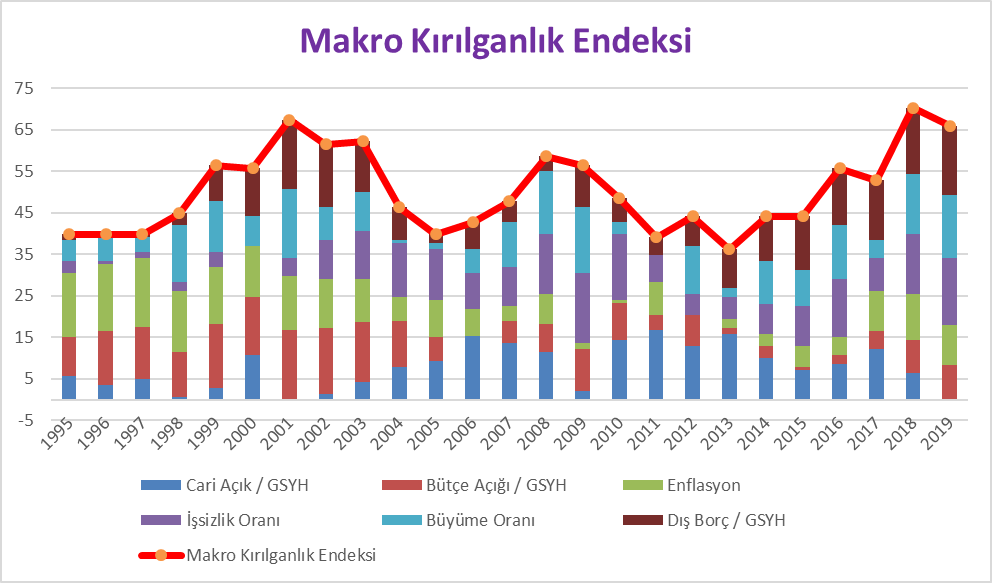 Makro Kırılganlık Endeksi
75
65
55
45
35
25
15
5
-5
1995 1996 1997 1998 1999 2000 2001 2002 2003 2004 2005 2006 2007 2008 2009 2010 2011 2012 2013 2014 2015 2016 2017 2018 2019
Cari Açık / GSYH Bütçe Açığı / GSYH Enflasyon
İşsizlik Oranı Büyüme Oranı Dış Borç / GSYH
Makro Kırılganlık Endeksi